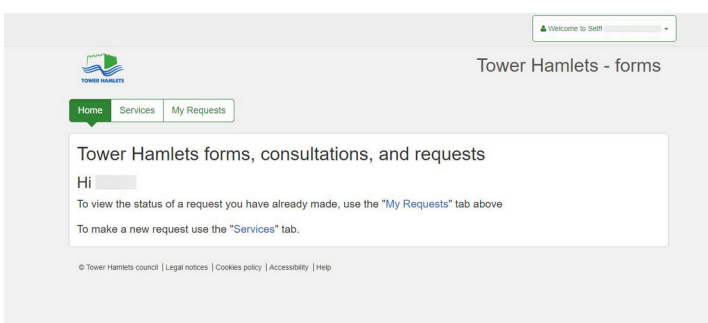 Welcome to Self!
TOWER HAMLETS
Tower Hamlets - forms
Home Services My Requests
Tower Hamlets forms, consultations, and requests
Hi
To view the status of a request you have already made, use the "My Requests" tab above
To make a new request use the "Services" tab.
© Tower Hamlets council | Legal notices | Cookies policy | Accessibility | Help